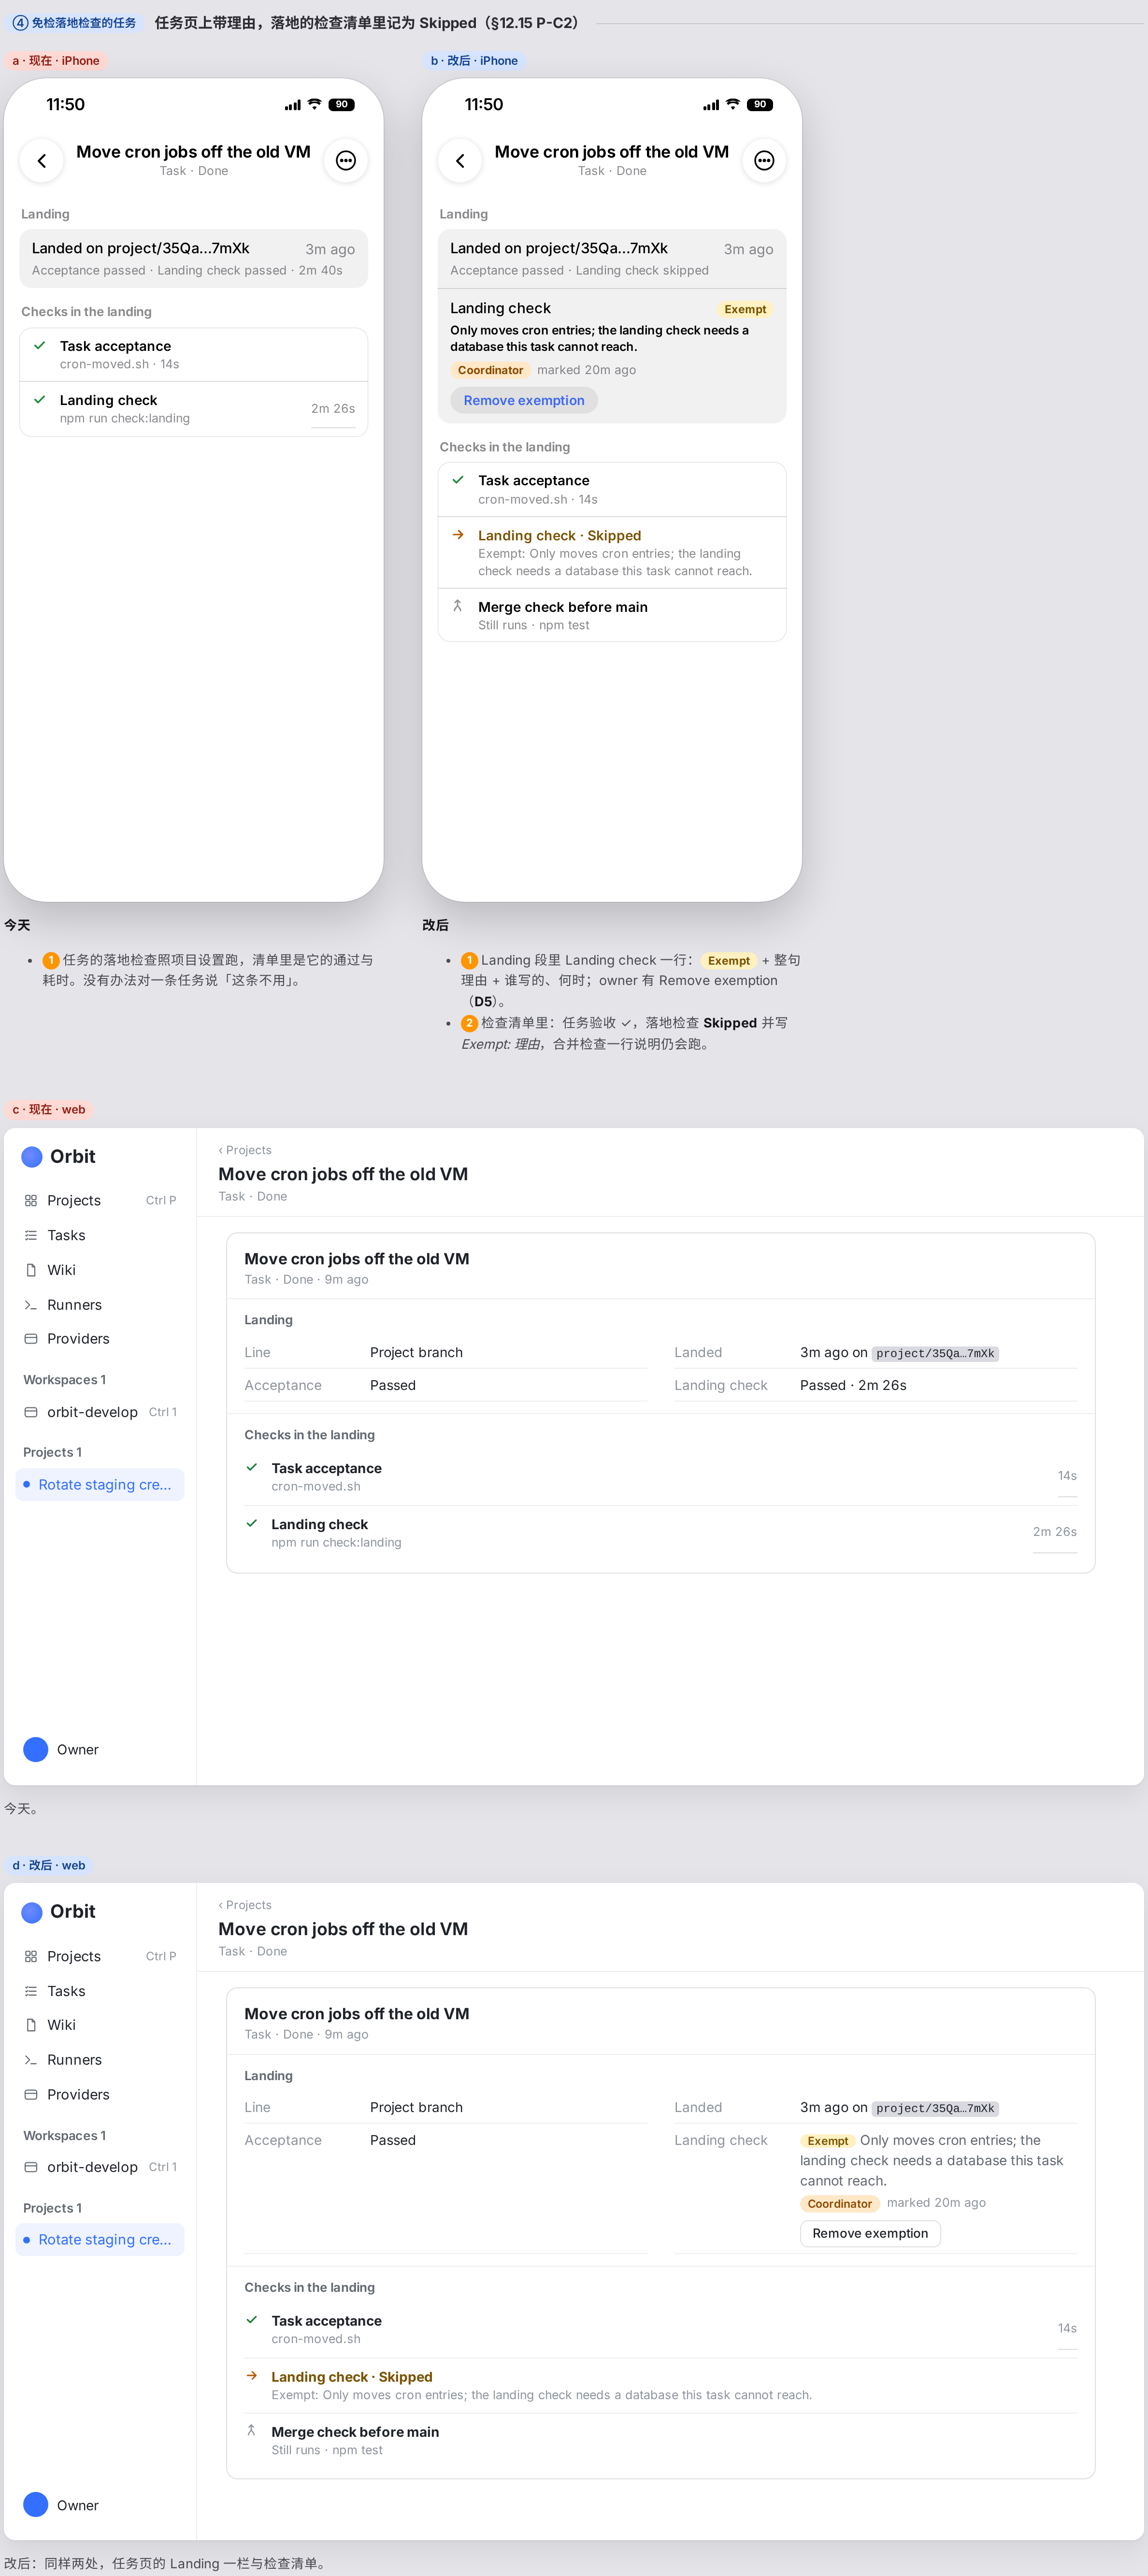 ④ 免检落地检查的任务 任务页上带理由，落地的检查清单里记为 Skipped（§12.15 P-C2）
a · 现在 · iPhone
11:50
90
Move cron jobs off the old VM
Task · Done
Landing
Landed on project/35Qa…7mXk 3m ago
Acceptance passed · Landing check passed · 2m 40s
Checks in the landing
Task acceptance
cron-moved.sh · 14s
Landing check
npm run check:landing
2m 26s
今天
1 任务的落地检查照项目设置跑，清单里是它的通过与
耗时。没有办法对一条任务说「这条不用」。
b · 改后 · iPhone
11:50
90
Move cron jobs off the old VM
Task · Done
Landing
Landed on project/35Qa…7mXk 3m ago
Acceptance passed · Landing check skipped
Landing check Exempt
Only moves cron entries; the landing check needs a
database this task cannot reach.
Coordinator marked 20m ago
Remove exemption
Checks in the landing
Task acceptance
cron-moved.sh · 14s
Landing check · Skipped
Exempt: Only moves cron entries; the landing
check needs a database this task cannot reach.
Merge check before main
Still runs · npm test
改后
1 Landing 段里 Landing check 一行： Exempt + 整句
理由 + 谁写的、何时；owner 有 Remove exemption
（D5）。
2 检查清单里：任务验收 ✓，落地检查 Skipped 并写
Exempt: 理由，合并检查一行说明仍会跑。
c · 现在 · web
Orbit
Projects Ctrl P
Tasks
Wiki
Runners
Providers
Workspaces 1
orbit-develop Ctrl 1
Projects 1
Rotate staging cre…
Owner
‹ Projects
Move cron jobs off the old VM
Task · Done
Move cron jobs off the old VM
Task · Done · 9m ago
Landing
Line Project branch Landed 3m ago on project/35Qa…7mXk
Acceptance Passed Landing check Passed · 2m 26s
Checks in the landing
Task acceptance
cron-moved.sh
14s
Landing check
npm run check:landing
2m 26s
今天。
d · 改后 · web
Orbit
Projects Ctrl P
Tasks
Wiki
Runners
Providers
Workspaces 1
orbit-develop Ctrl 1
Projects 1
Rotate staging cre…
Owner
‹ Projects
Move cron jobs off the old VM
Task · Done
Move cron jobs off the old VM
Task · Done · 9m ago
Landing
Line Project branch Landed 3m ago on project/35Qa…7mXk
Acceptance Passed Landing check Exempt Only moves cron entries; the
landing check needs a database this task
cannot reach.
Coordinator marked 20m ago
Remove exemption
Checks in the landing
Task acceptance
cron-moved.sh
14s
Landing check · Skipped
Exempt: Only moves cron entries; the landing check needs a database this task cannot reach.
Merge check before main
Still runs · npm test
改后：同样两处，任务页的 Landing 一栏与检查清单。